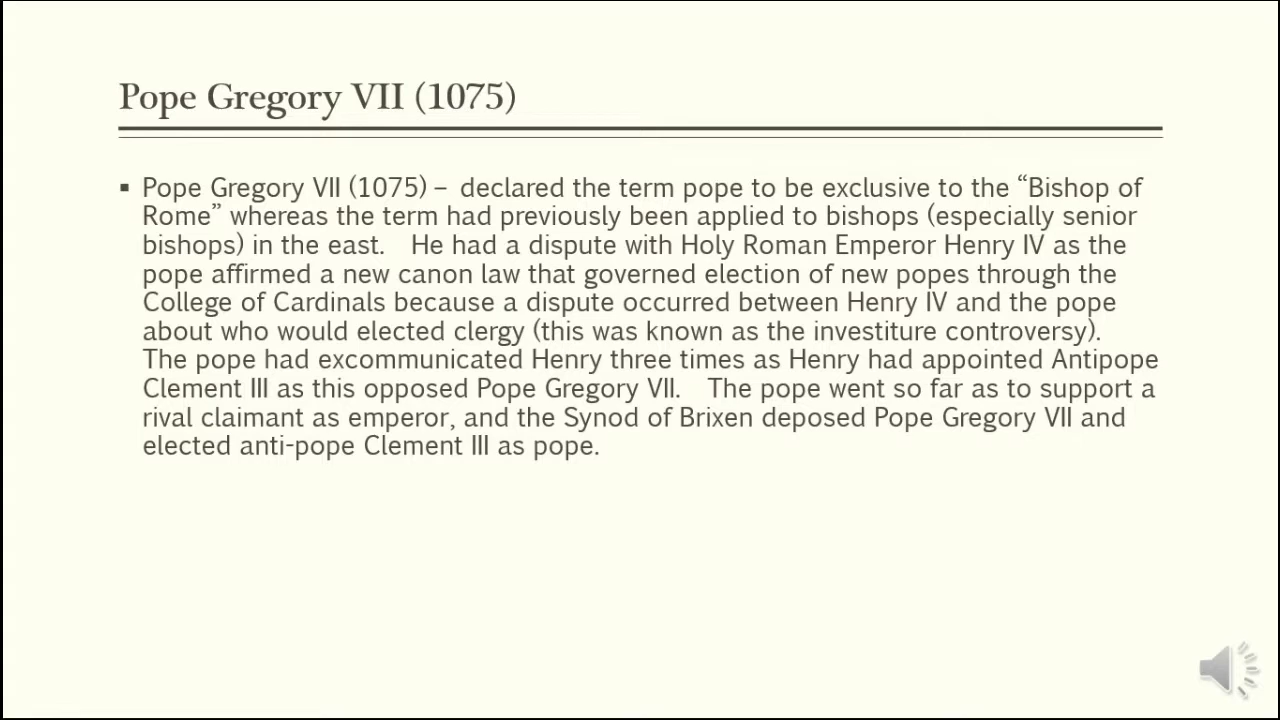 Pope Gregory VII (1075)
▪ Pope Gregory VII (1075) – declared the term pope to be exclusive to the “Bishop of
Rome” whereas the term had previously been applied to bishops (especially senior
bishops) in the east. He had a dispute with Holy Roman Emperor Henry IV as the
pope affirmed a new canon law that governed election of new popes through the
College of Cardinals because a dispute occurred between Henry IV and the pope
about who would elected clergy (this was known as the investiture controversy).
The pope had excommunicated Henry three times as Henry had appointed Antipope
Clement III as this opposed Pope Gregory VII. The pope went so far as to support a
rival claimant as emperor, and the Synod of Brixen deposed Pope Gregory VII and
elected anti-pope Clement III as pope.